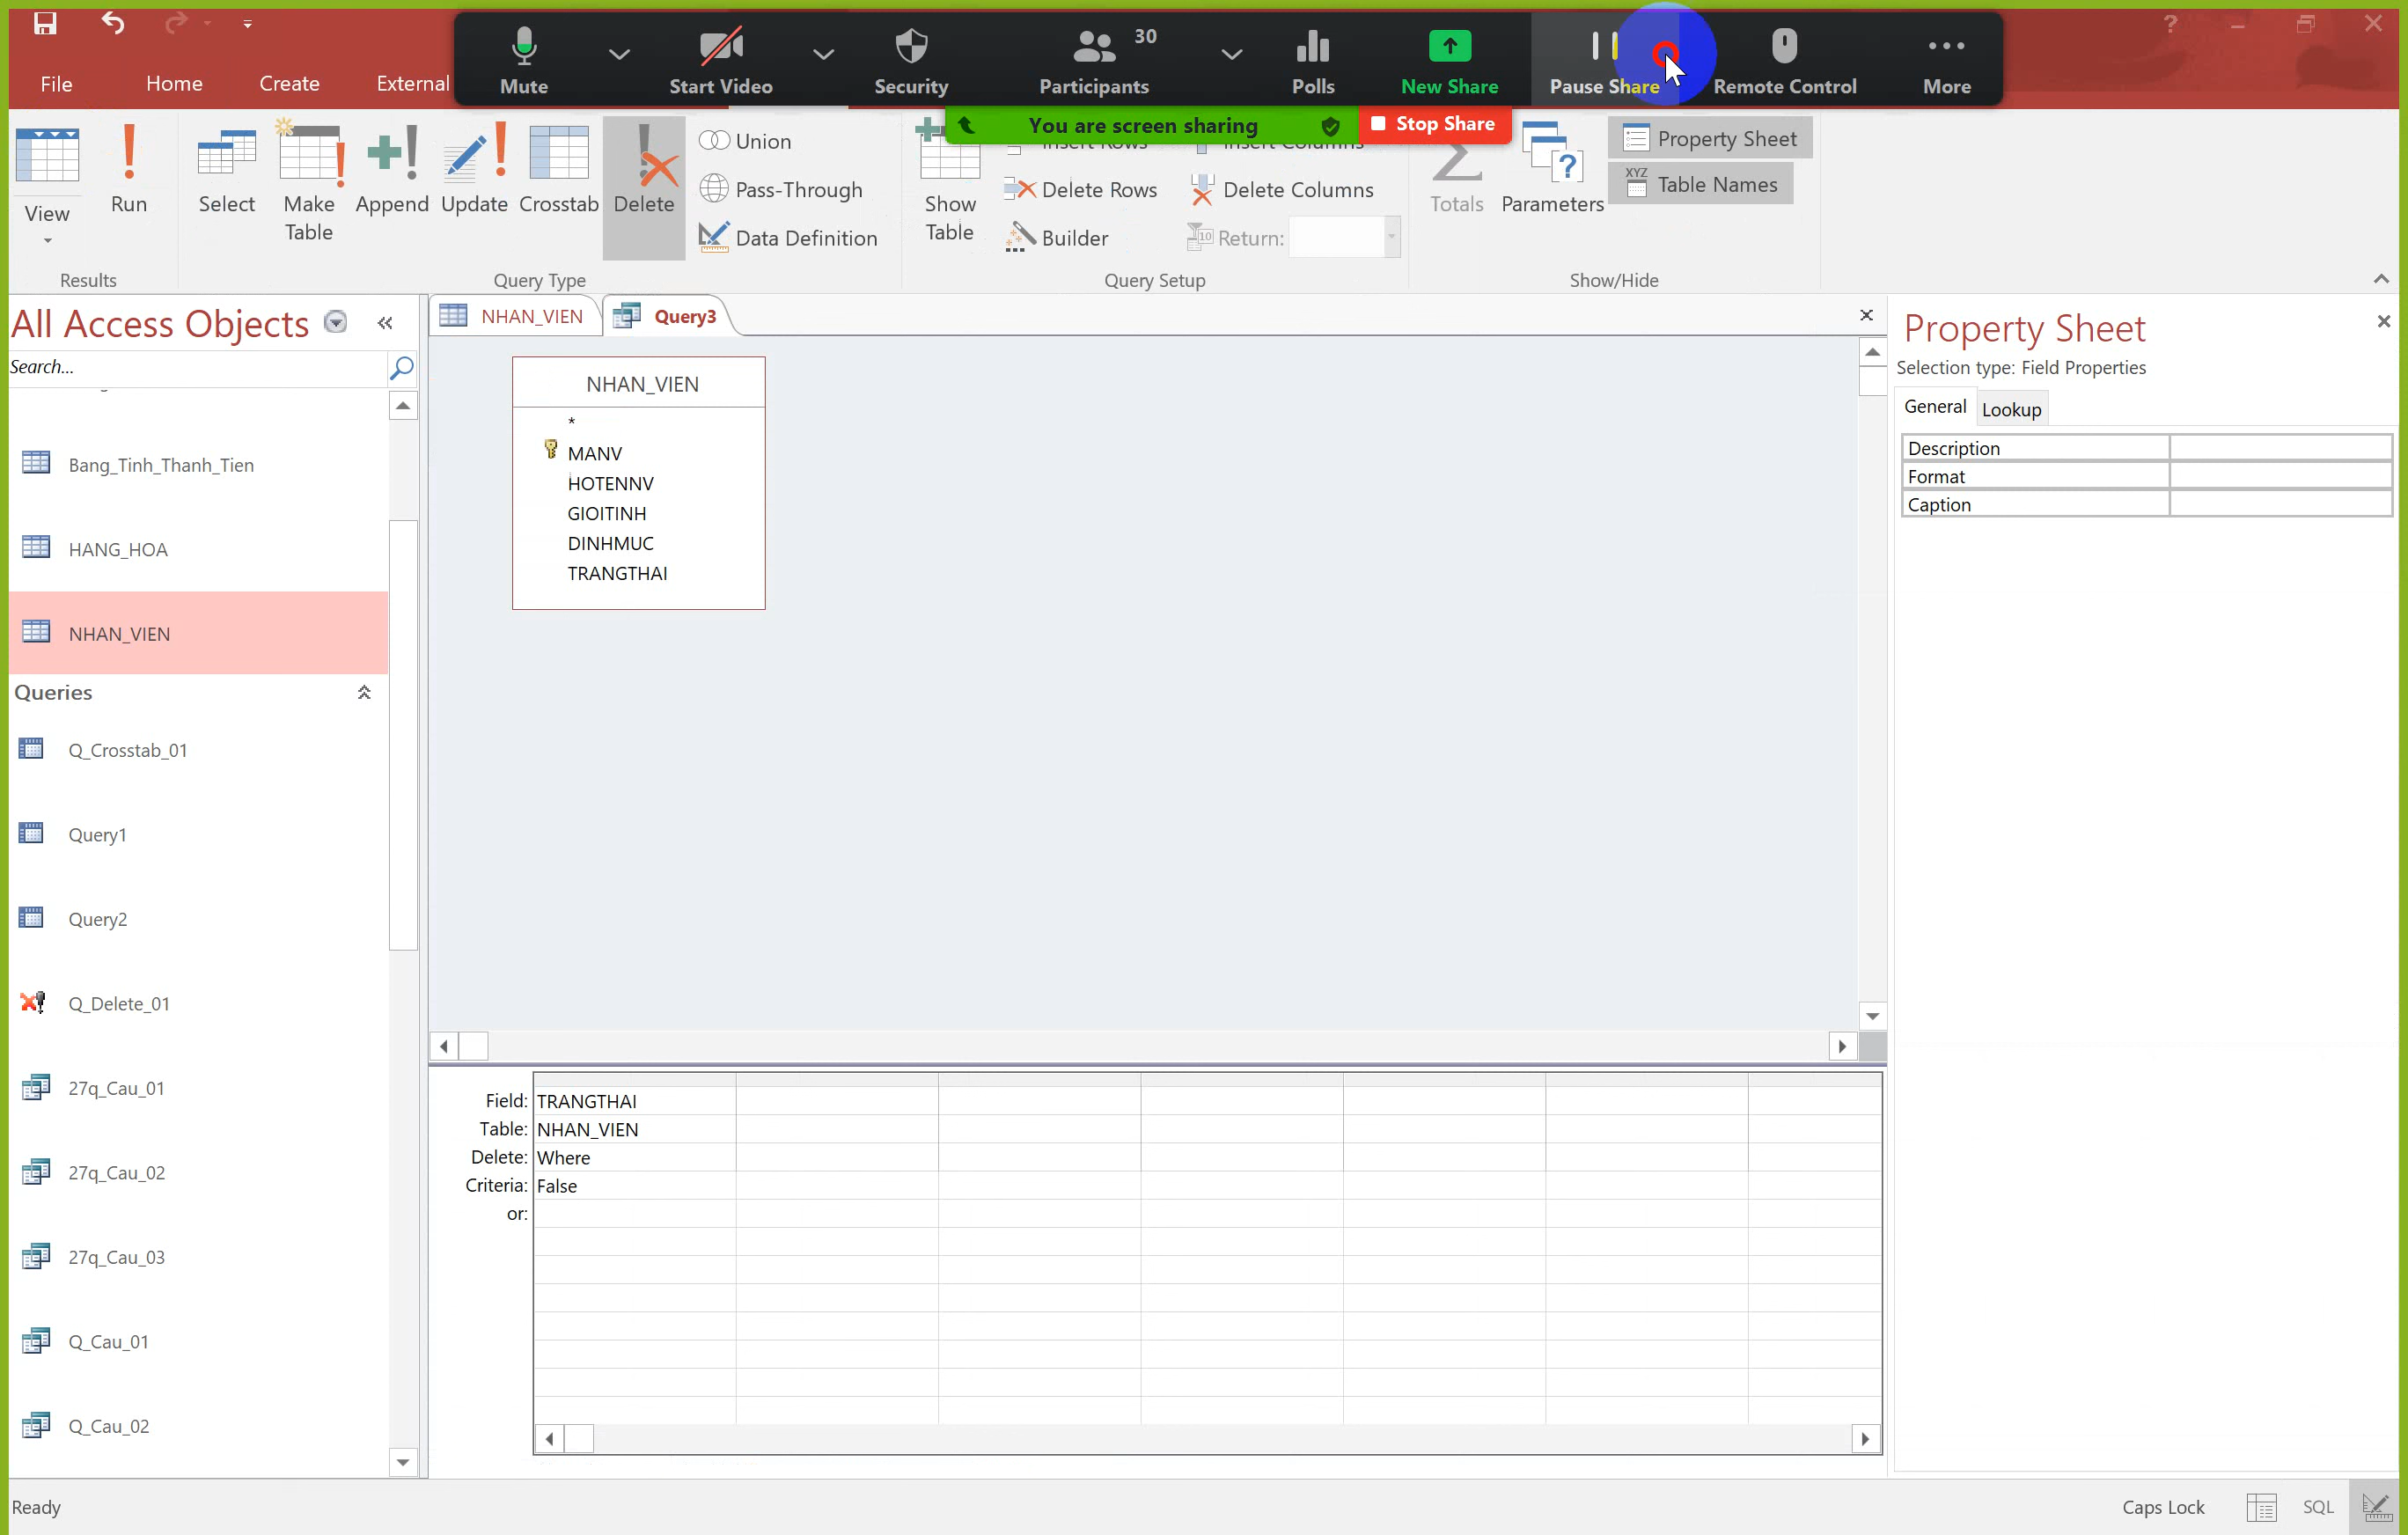 Mute
Start Video
Security
Participants
30
Polls
New Share
Pause Share
Remote Control
More
File
Home
Create
External
You are screen sharing
Stop Share
View
Run
Select
Make Table
Append
Update
Crosstab
Delete
Union
Pass-Through
Data Definition
Show Table
Insert Rows
Delete Rows
Builder
Insert Columns
Delete Columns
Return:
Totals
Parameters
Property Sheet
XYZ
Table Names
Results
Query Type
Query Setup
Show/Hide
All Access Objects
Search...
Bang_Tinh_Thanh_Tien
HANG_HOA
NHAN_VIEN
Queries
Q_Crosstab_01
Query1
Query2
Q_Delete_01
27q_Cau_01
27q_Cau_02
27q_Cau_03
Q_Cau_01
Q_Cau_02
NHAN_VIEN
Query3
NHAN_VIEN
*
MANV
HOTENNV
GIOITINH
DINHMUC
TRANGTHAI
Field: TRANGTHAI
Table: NHAN_VIEN
Delete: Where
Criteria: False
or:
Property Sheet
Selection type: Field Properties
General
Lookup
Description
Format
Caption
Ready
Caps Lock
SQL